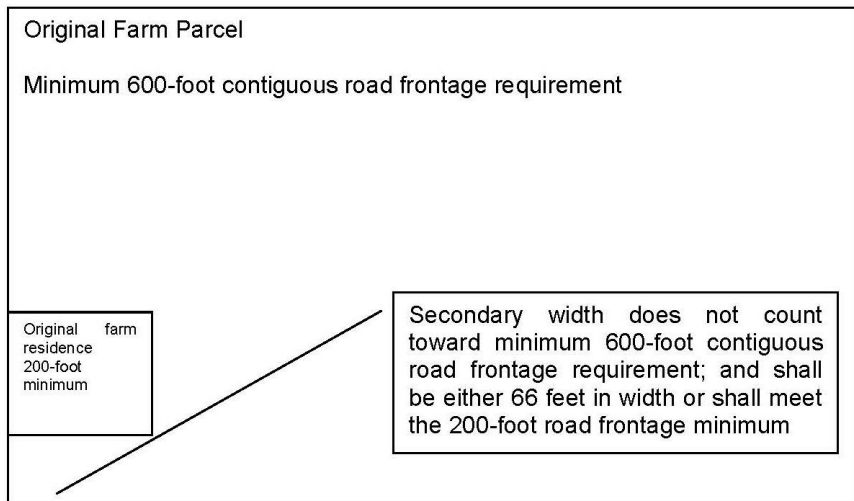 Original Farm Parcel
Minimum 600-foot contiguous road frontage requirement
Original farm
residence
200-foot
minimum
Secondary width does not count
toward minimum 600-foot contiguous
road frontage requirement; and shall
be either 66 feet in width or shall meet
the 200-foot road frontage minimum